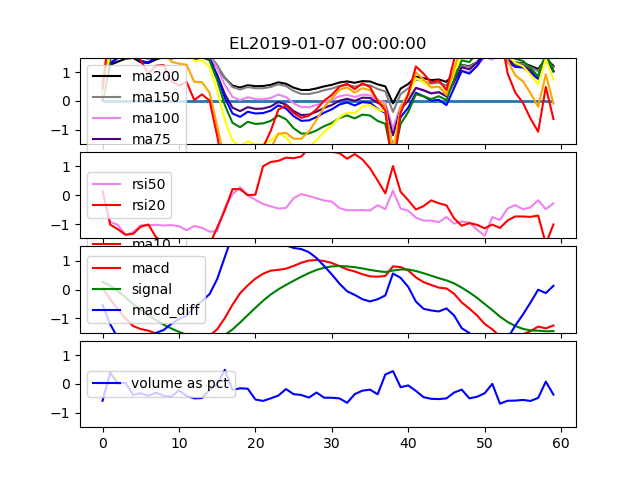 EL2019-01-07 00:00:00
1
0
−1
ma200
ma150
ma100
ma75
1
0
−1
rsi50
rsi20
ma10
1
0
−1
macd
signal
macd_diff
1
0
−1
volume as pct
0 10 20 30 40 50 60